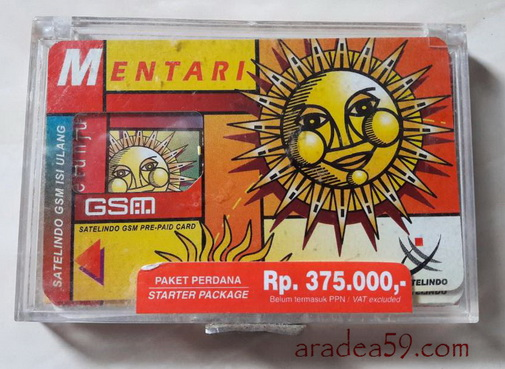 MENTARI
SATELINDO GSM ISI ULANG
GSM
SATELINDO GSM PRE-PAID CARD
PAKET PERDANA
STARTER PACKAGE
Rp. 375.000,-
Belum termasuk PPN / VAT excluded
TELINDO
aradea59.com